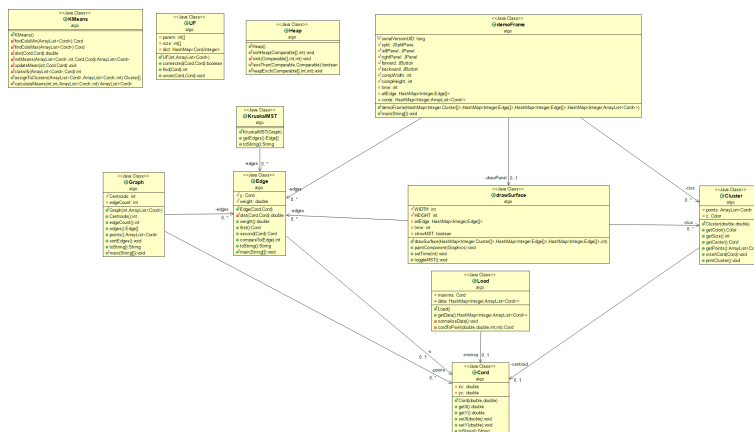 <<Java Class>>
KMeans
algo
KMeans()
findColsMin(ArrayList<Cord>):Cord
findColsMax(ArrayList<Cord>):Cord
dist(Cord,Cord):double
initMeans(ArrayList<Cord>,int,Cord,Cord):ArrayList<Cord>
updateMean(int,Cord,Cord):void
classify(ArrayList<Cord>,Cord):int
assignToClusters(ArrayList<Cord>,ArrayList<Cord>,int):Cluster[]
calculateMeans(int,int,ArrayList<Cord>,int):ArrayList<Cord>
<<Java Class>>
UF
algo
parent: int[]
size: int[]
dict: HashMap<Cord,Integer>
UF(int,ArrayList<Cord>)
connected(Cord,Cord):boolean
find(Cord):int
union(Cord,Cord):void
<<Java Class>>
Heap
algo
Heap()
sortHeap(Comparable[],int):void
sink(Comparable[],int,int):void
lessThan(Comparable,Comparable):boolean
heapExch(Comparable[],int,int):void
<<Java Class>>
demoFrame
algo
serialVersionUID: long
split: JSplitPane
leftPanel: JPanel
rightPanel: JPanel
forward: JButton
backward: JButton
compWidth: int
compHeight: int
time: int
allEdge: HashMap<Integer,Edge[]>
cords: HashMap<Integer,ArrayList<Cord>>
demoFrame(HashMap<Integer,Cluster[]>,HashMap<Integer,Edge[]>,HashMap<Integer,Edge[]>,HashMap<Integer,ArrayList<Cord>>)
main(String[]):void
<<Java Class>>
KruskalMST
algo
KruskalMST(Graph)
getEdges():Edge[]
toString():String
-edges 0..*
<<Java Class>>
Graph
algo
Centroids: int
edgeCount: int
Graph(int,ArrayList<Cord>)
Centroids():int
edgeCount():int
edges():Edge[]
points():ArrayList<Cord>
sortEdges():void
toString():String
main(String[]):void
-edges
0..*
<<Java Class>>
Edge
algo
y: Cord
weight: double
Edge(Cord,Cord)
dist(Cord,Cord):double
weight():double
first():Cord
second(Cord):Cord
compareTo(Edge):int
toString():String
main(String[]):void
-edges
0..*
-edges
0..*
-drawPanel 0..1
<<Java Class>>
drawSurface
algo
WIDTH: int
HEIGHT: int
allEdge: HashMap<Integer,Edge[]>
time: int
showMST: boolean
drawSurface(HashMap<Integer,Cluster[]>,HashMap<Integer,Edge[]>,HashMap<Integer,Edge[]>,int)
paintComponent(Graphics):void
setTime(int):void
toggleMST():void
-clus
0..*
-clus
0..*
<<Java Class>>
Cluster
algo
points: ArrayList<Cord>
c: Color
Cluster(double,double)
getColor():Color
getSize():int
getCenter():Cord
getPoints():ArrayList<Co
insertCord(Cord):void
printCluster():void
<<Java Class>>
Load
algo
maxima: Cord
data: HashMap<Integer,ArrayList<Cord>>
Load()
getData():HashMap<Integer,ArrayList<Cord>>
normalizeData():void
cordToPixel(double,double,int,int):Cord
-x
0..1
-minima 0..1
-centroid
0..1
-points
0..*
<<Java Class>>
Cord
algo
xc: double
yc: double
Cord(double,double)
getX():double
getY():double
setX(double):void
setY(double):void
toString():String